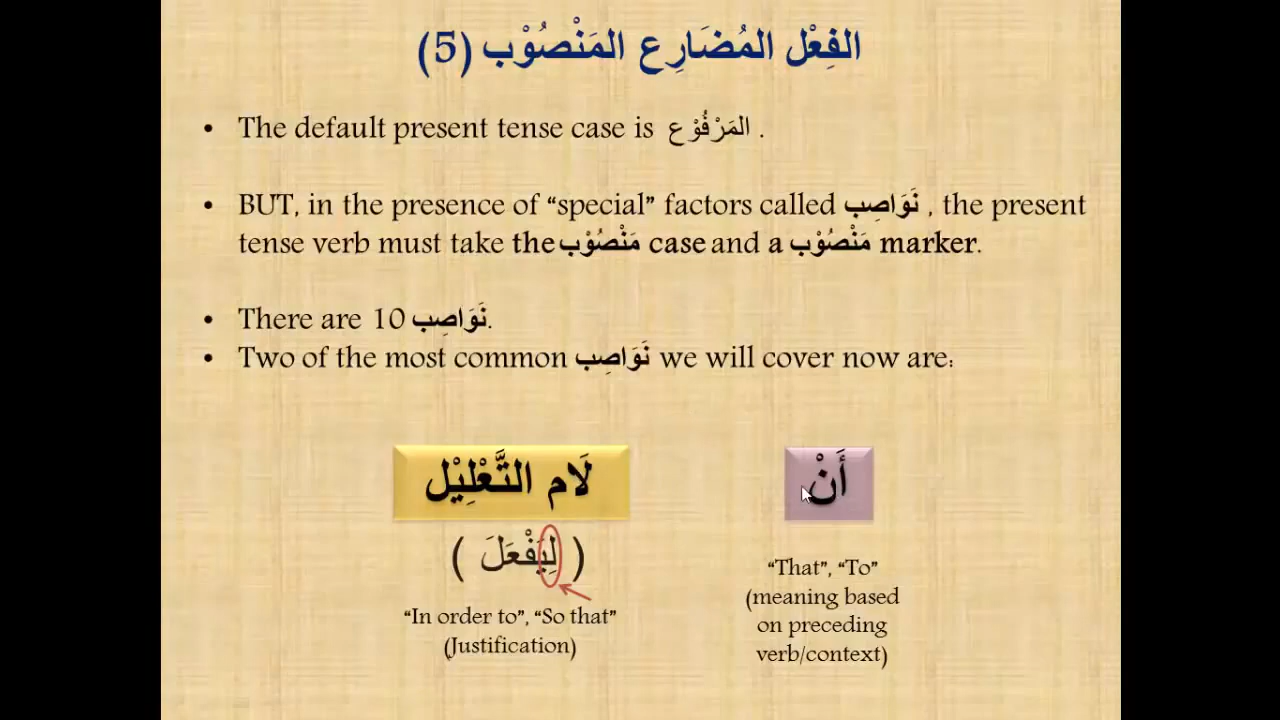 الفِعْل المُضَارِع المَنْصُوْب (5)
• The default present tense case is المَرْفُوْع .
• BUT, in the presence of “special” factors called نَوَاصِب , the present
tense verb must take the مَنْصُوْب case and a مَنْصُوْب marker.
• There are 10 نَوَاصِب.
• Two of the most common نَوَاصِب we will cover now are:
أَنْ
“That”, “To”
(meaning based
on preceding
verb/context)
لَام التَّعْلِيْل
( لِيَفْعَلَ )
“In order to”, “So that”
(Justification)